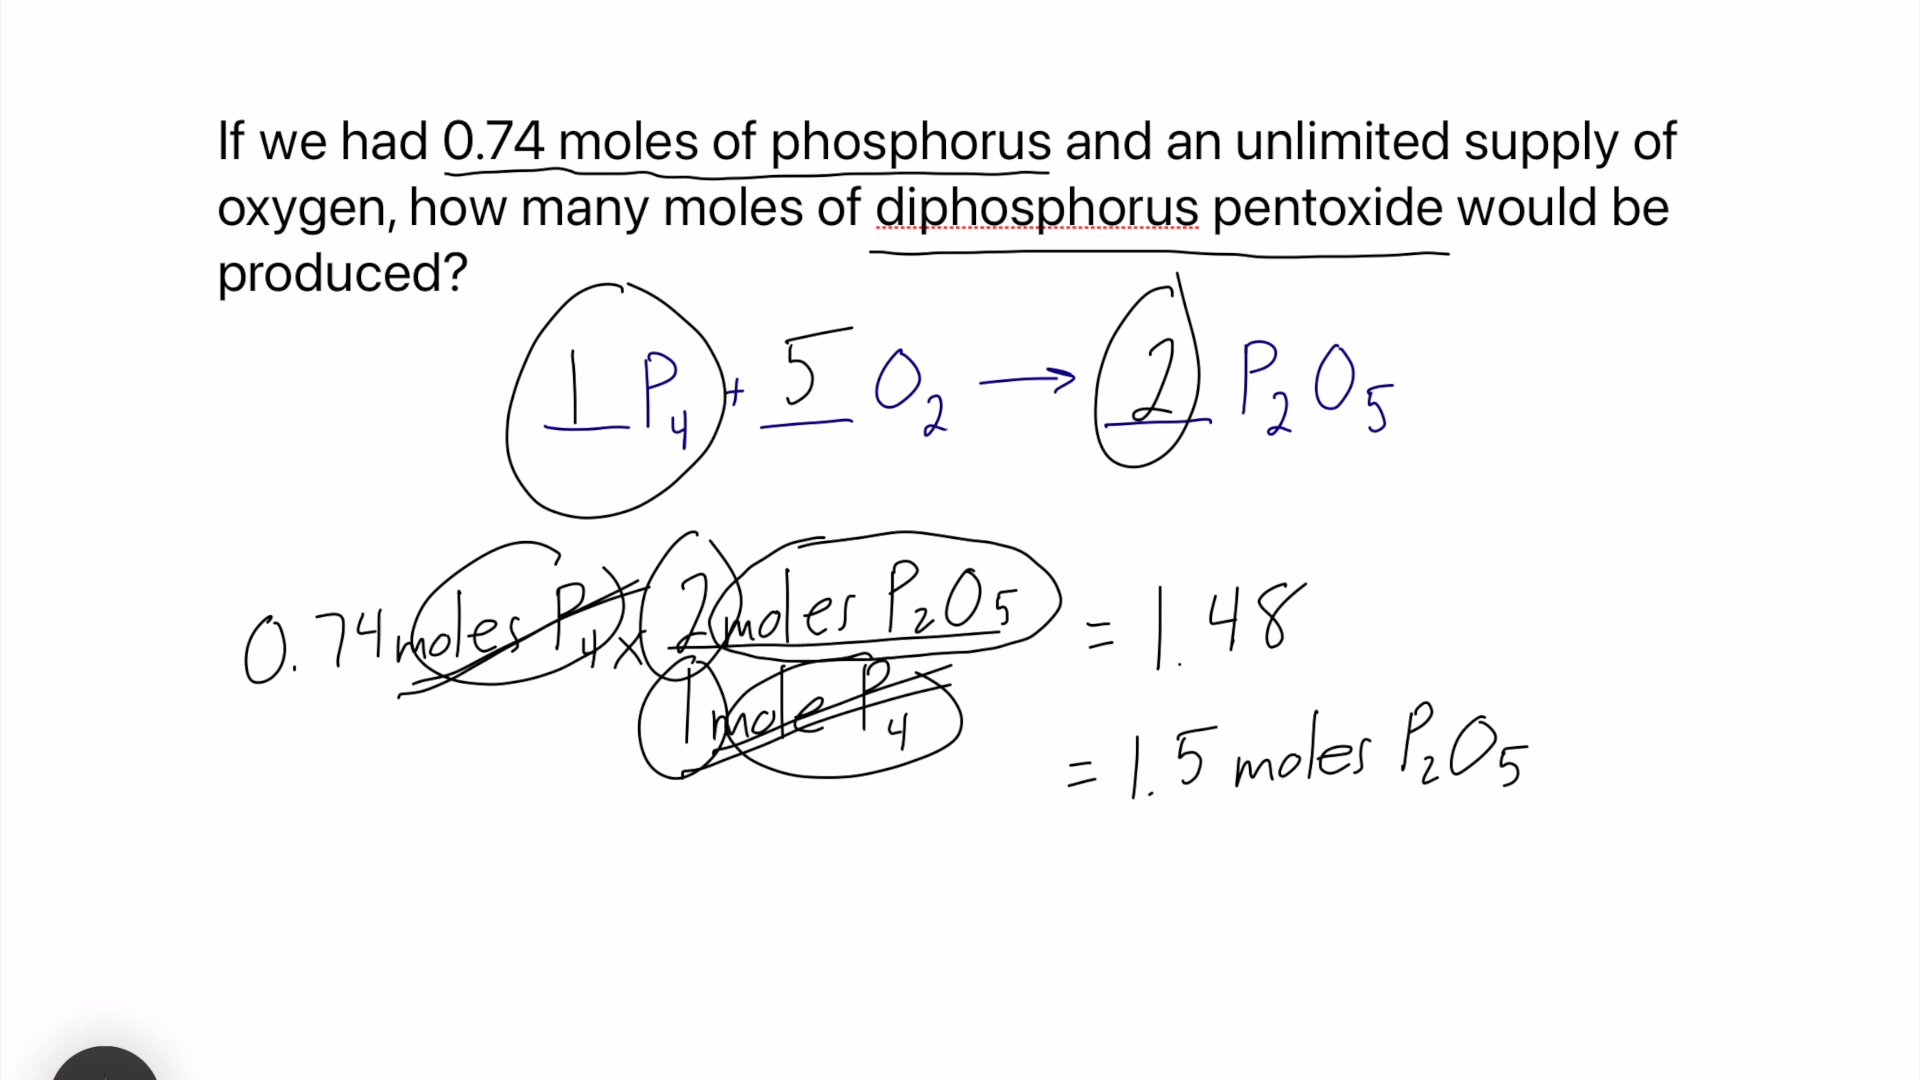 If we had 0.74 moles of phosphorus and an unlimited supply of
oxygen, how many moles of diphosphorus pentoxide would be
produced?
1 P₄ + 5 O₂ → 2 P₂O₅
0.74 moles P₄ x 2 moles P₂O₅ = 1.48
1 mole P₄
= 1.5 moles P₂O₅